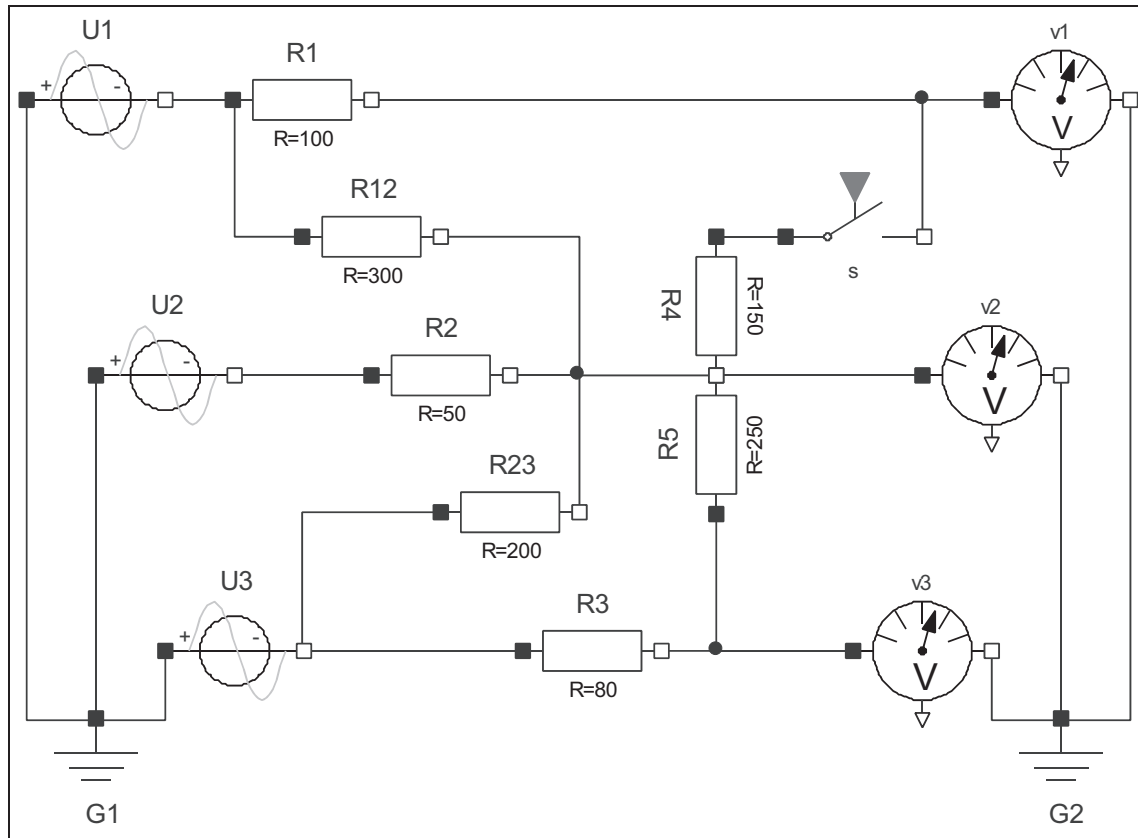 U1
R1
v1
+ -
R=100
V
R12
R=300
s
R4
R=150
U2
R2
v2
+ -
R=50
V
R5
R=250
R23
R=200
U3
R3
v3
+ -
R=80
V
G1
G2